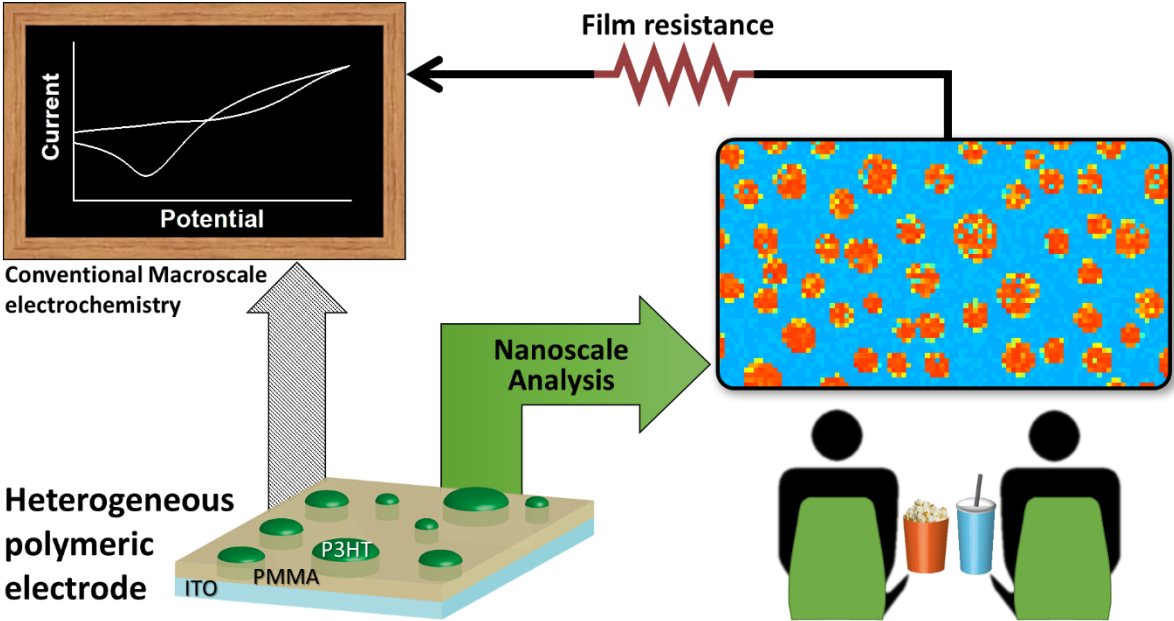 Film resistance
Current
Potential
Conventional Macroscale
electrochemistry
Nanoscale
Analysis
Heterogeneous
polymeric
electrode
P3HT
PMMA
ITO